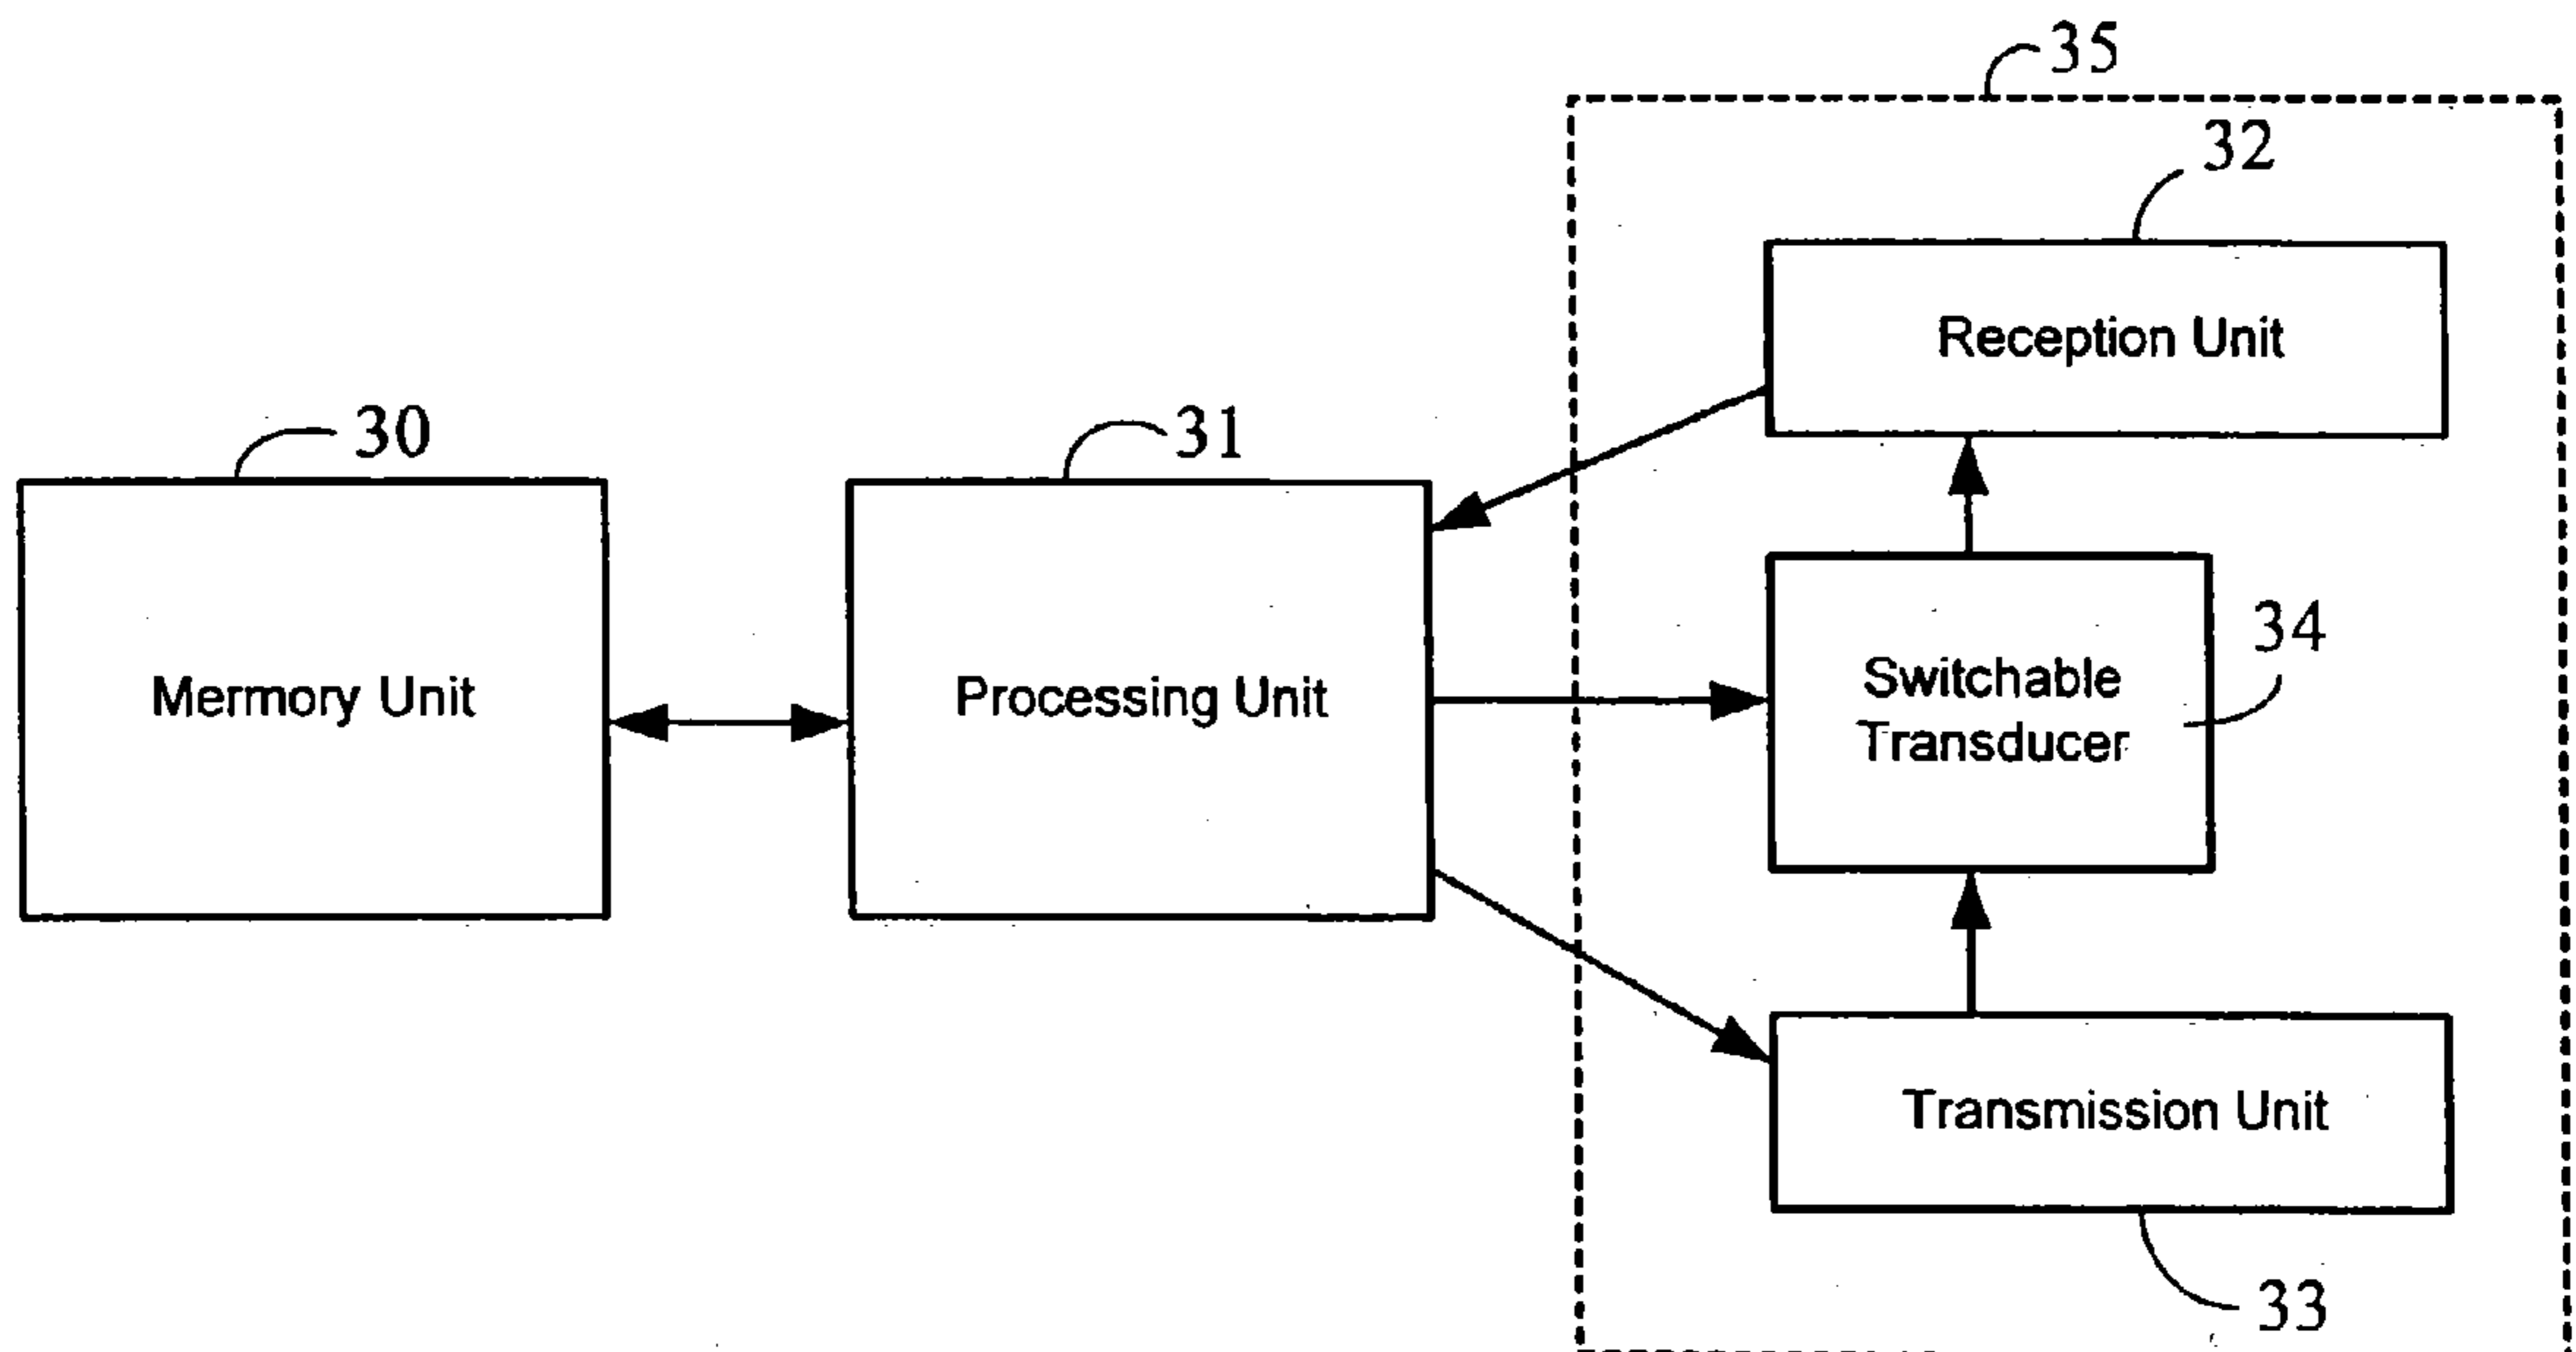 35
32
Reception Unit
30
31
Mermory Unit
Processing Unit
Switchable
Transducer
34
Transmission Unit
33